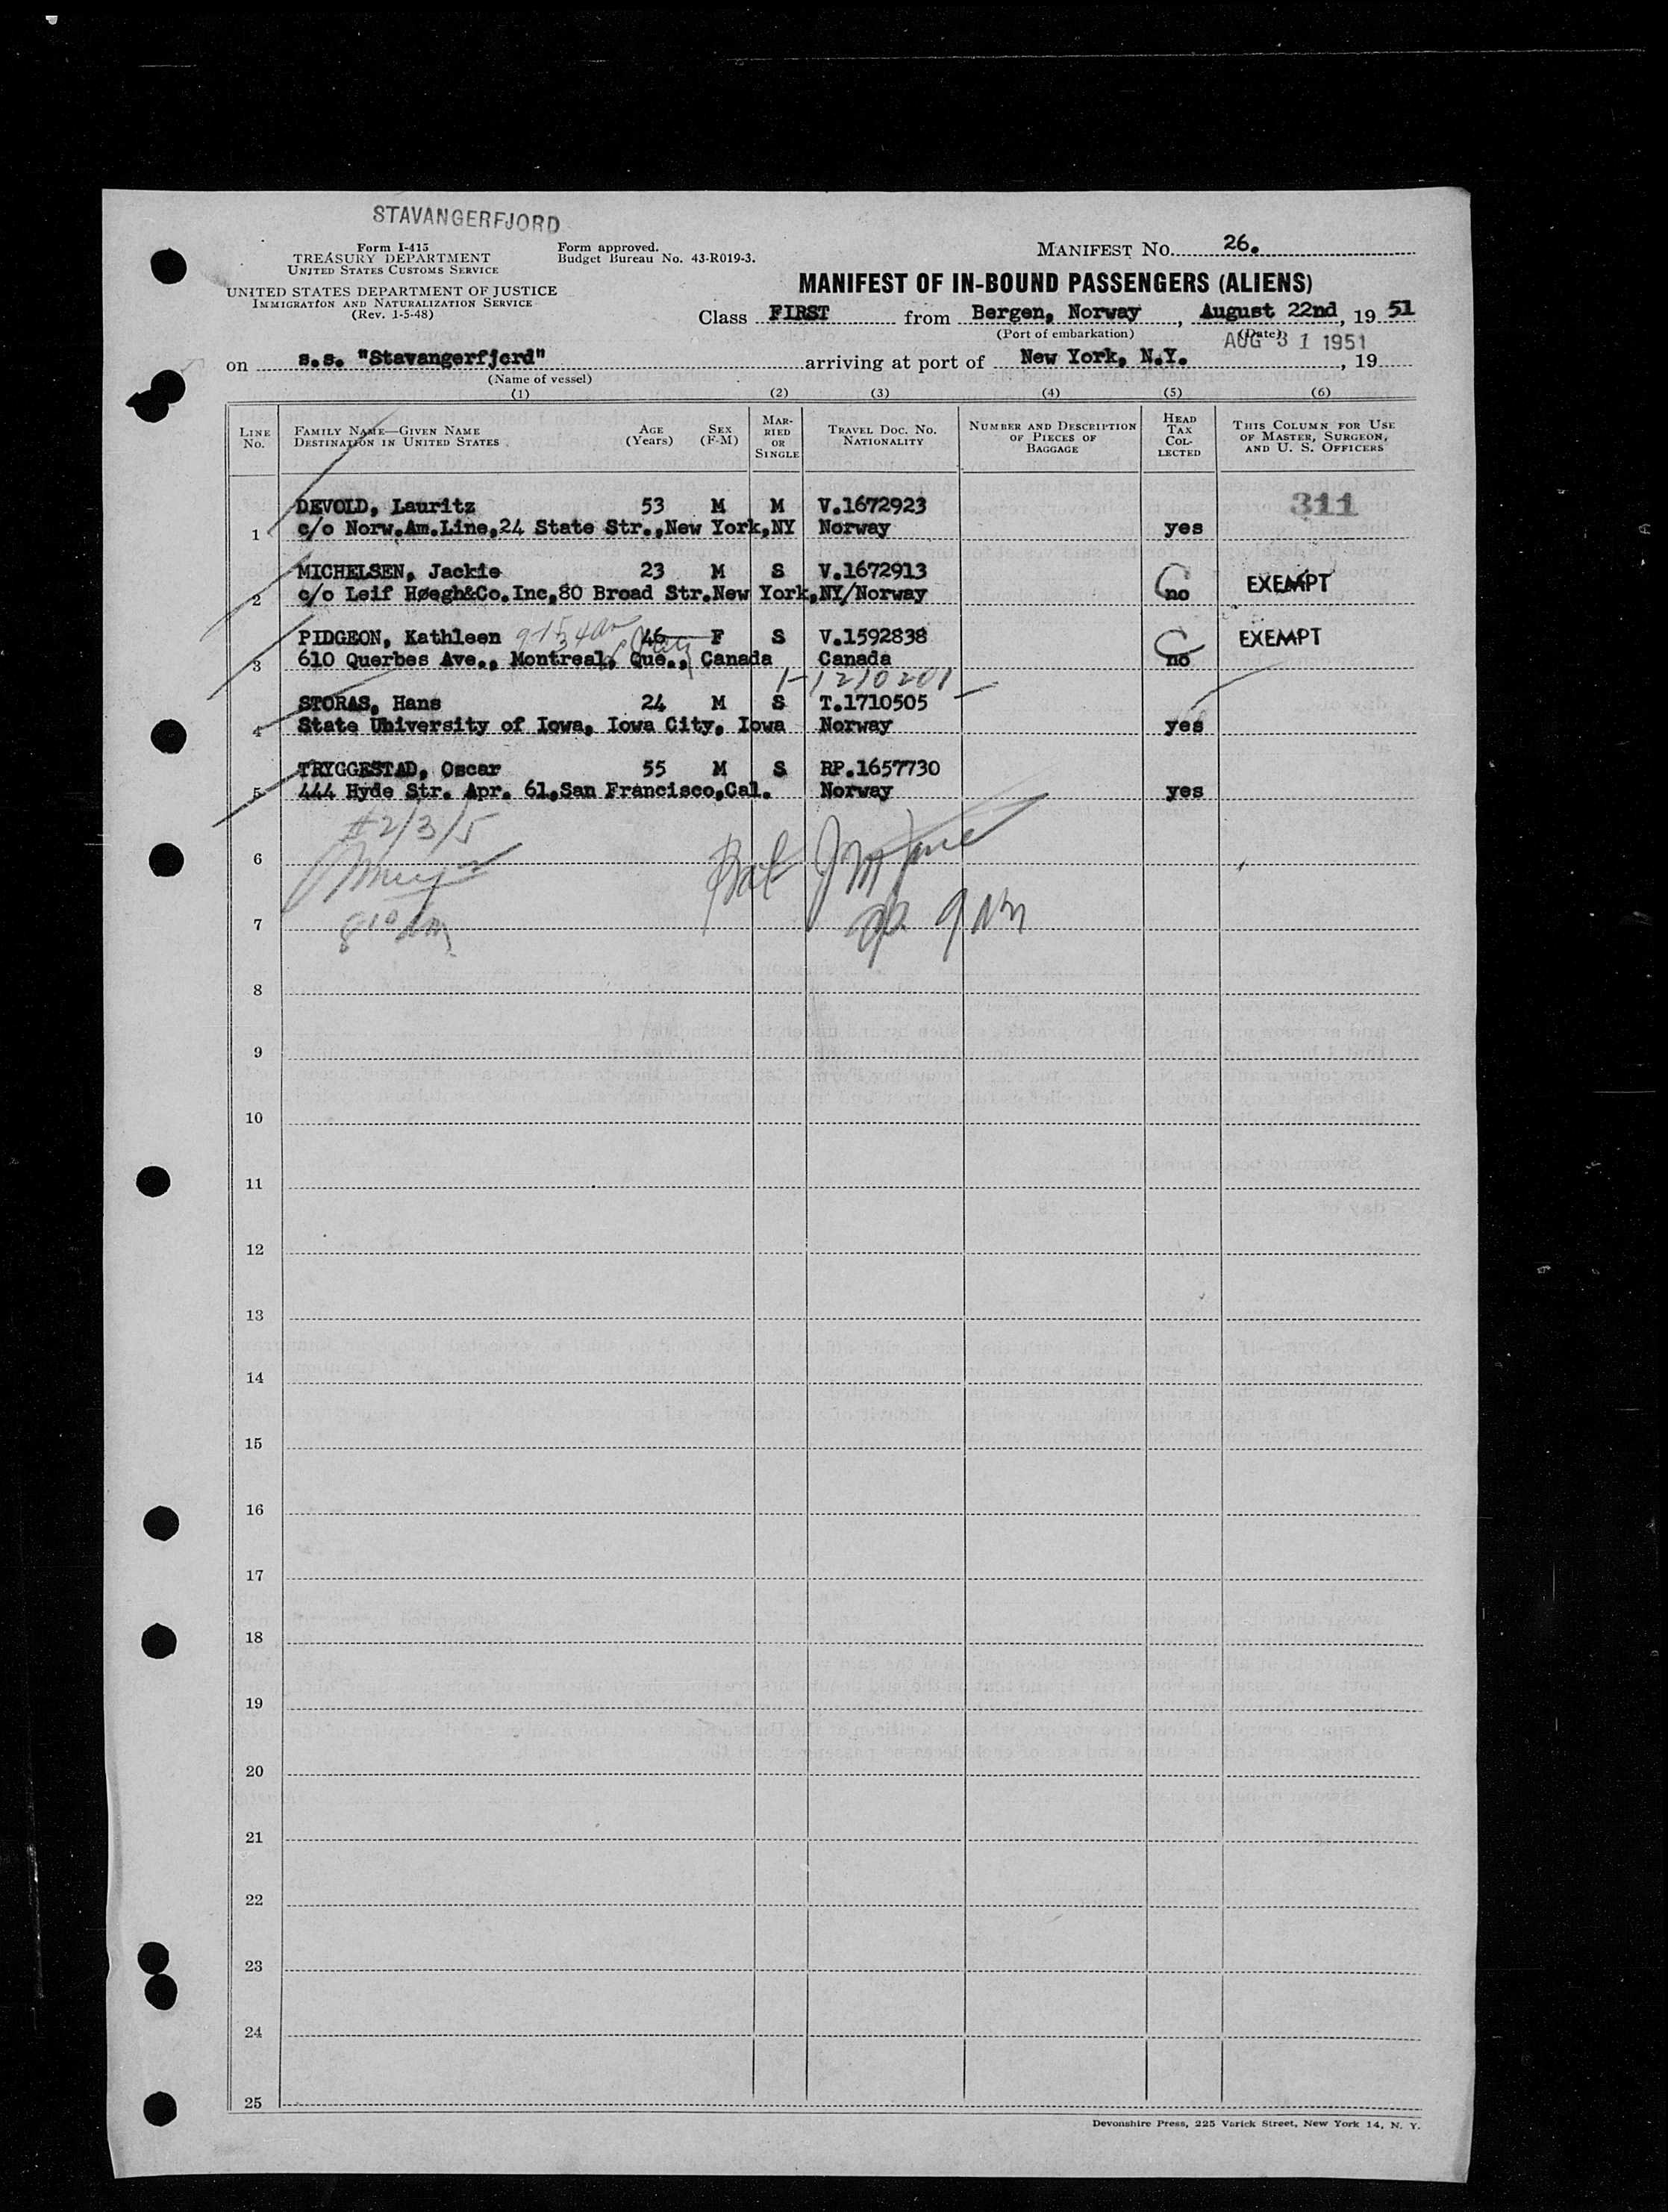 STAVANGERFJORD
Form I-415
TREASURY DEPARTMENT
UNITED STATES CUSTOMS SERVICE
UNITED STATES DEPARTMENT OF JUSTICE
IMMIGRATION AND NATURALIZATION SERVICE
(Rev. 1-5-48)
Form approved.
Budget Bureau No. 43-R019-3.
MANIFEST NO. 26.
MANIFEST OF IN-BOUND PASSENGERS (ALIENS)
Class FIRST from Bergen, Norway, August 22nd, 19 51
(Port of embarkation) (Date)
AUG 31 1951
on s.s. "Stavangerfjord" arriving at port of New York, N.Y. , 19
(Name of vessel)
(1) (2) (3) (4) (5) (6)
LINE NO.
FAMILY NAME—GIVEN NAME
DESTINATION IN UNITED STATES
AGE (Years)
SEX (F-M)
MARRIED OR SINGLE
TRAVEL DOC. NO.
NATIONALITY
NUMBER AND DESCRIPTION OF PIECES OF BAGGAGE
HEAD TAX COLLECTED
THIS COLUMN FOR USE OF MASTER, SURGEON, AND U. S. OFFICERS
DEVOLD, Lauritz 53 M M V.1672923 311
1 c/o Norw.Am.Line,24 State Str.,New York,NY Norway yes
MICHELSEN, Jackie 23 M S V.1672913 EXEMPT
2 c/o Leif Høegh&Co.Inc,80 Broad Str.New York,NY/Norway no
PIDGEON, Kathleen 46 F S V.1592838 EXEMPT
3 610 Querbes Ave., Montreal, Que., Canada Canada no
1-1210201
STORAS, Hans 24 M S T.1710505
4 State University of Iowa, Iowa City, Iowa Norway yes
TRYGGESTAD, Oscar 55 M S RP.1657730
5 444 Hyde Str. Apr. 61,San Francisco,Cal. Norway yes
#2/3/5
6
7
8
9
10
11
12
13
14
15
16
17
18
19
20
21
22
23
24
25
Devonshire Press, 225 Varick Street, New York 14, N. Y.